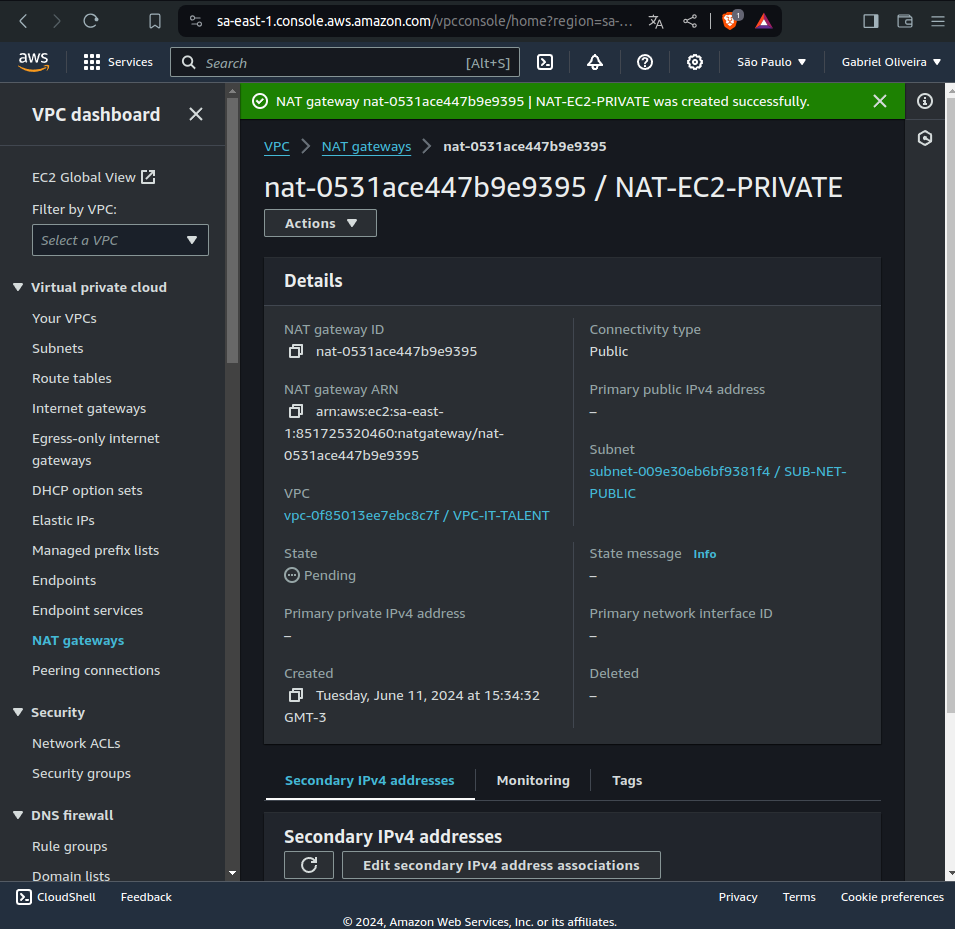 sa-east-1.console.aws.amazon.com/vpcconsole/home?region=sa-...
1
aws
Services
Search
[Alt+S]
São Paulo
Gabriel Oliveira
VPC dashboard
EC2 Global View
Filter by VPC:
Select a VPC
Virtual private cloud
Your VPCs
Subnets
Route tables
Internet gateways
Egress-only internet
gateways
DHCP option sets
Elastic IPs
Managed prefix lists
Endpoints
Endpoint services
NAT gateways
Peering connections
Security
Network ACLs
Security groups
DNS firewall
Rule groups
Domain lists
NAT gateway nat-0531ace447b9e9395 | NAT-EC2-PRIVATE was created successfully.
VPC
NAT gateways
nat-0531ace447b9e9395
nat-0531ace447b9e9395 / NAT-EC2-PRIVATE
Actions
Details
NAT gateway ID
nat-0531ace447b9e9395
NAT gateway ARN
arn:aws:ec2:sa-east-
1:851725320460:natgateway/nat-
0531ace447b9e9395
VPC
vpc-0f85013ee7ebc8c7f / VPC-IT-TALENT
State
Pending
Primary private IPv4 address
–
Created
Tuesday, June 11, 2024 at 15:34:32
GMT-3
Connectivity type
Public
Primary public IPv4 address
–
Subnet
subnet-009e30eb6bf9381f4 / SUB-NET-
PUBLIC
State message Info
–
Primary network interface ID
–
Deleted
–
Secondary IPv4 addresses
Monitoring
Tags
Secondary IPv4 addresses
Edit secondary IPv4 address associations
CloudShell
Feedback
Privacy
Terms
Cookie preferences
© 2024, Amazon Web Services, Inc. or its affiliates.